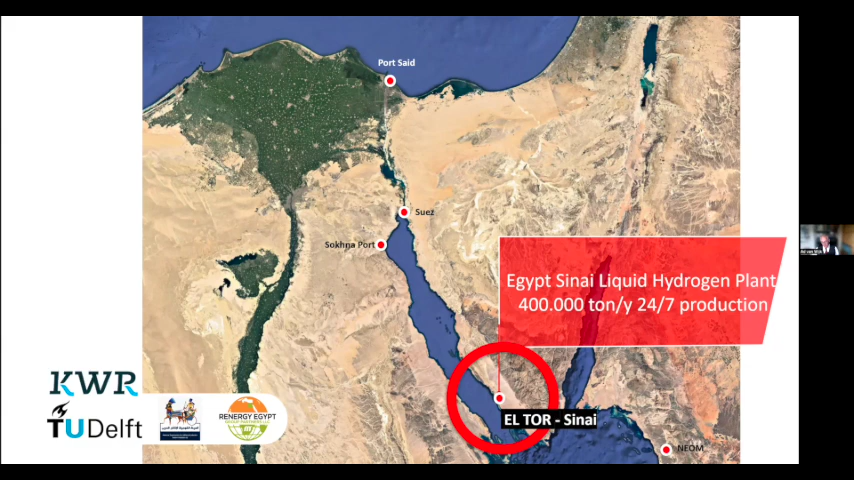 Port Said
Suez
Sokhna Port
Egypt Sinai Liquid Hydrogen Plant
400.000 ton/y 24/7 production
EL TOR - Sinai
NEOM
KWR
TUDelft
RENERGY EGYPT